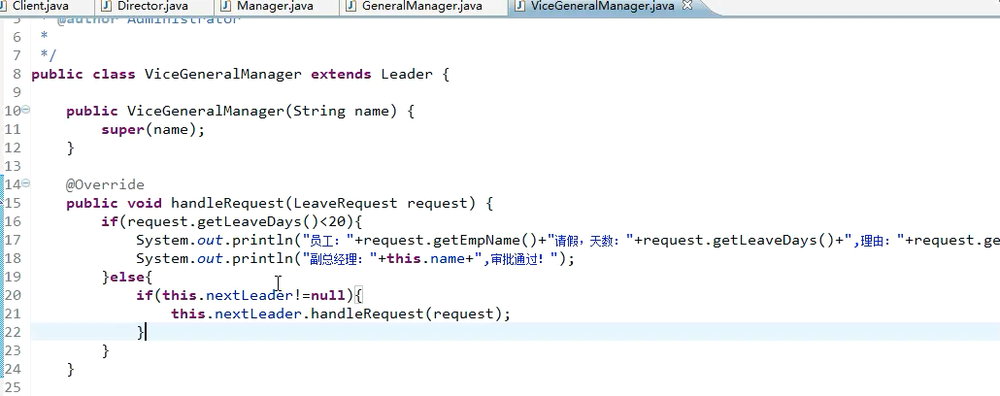 Client.java Director.java Manager.java GeneralManager.java ViceGeneralManager.java
5 * @author Administrator
6 *
7 */
8 public class ViceGeneralManager extends Leader {
9
10 public ViceGeneralManager(String name) {
11 super(name);
12 }
13
14 @Override
15 public void handleRequest(LeaveRequest request) {
16 if(request.getLeaveDays()<20){
17 System.out.println("员工："+request.getEmpName()+"请假，天数："+request.getLeaveDays()+",理由："+request.ge
18 System.out.println("副总经理："+this.name+",审批通过！");
19 }else{
20 if(this.nextLeader!=null){
21 this.nextLeader.handleRequest(request);
22 }
23 }
24 }
25